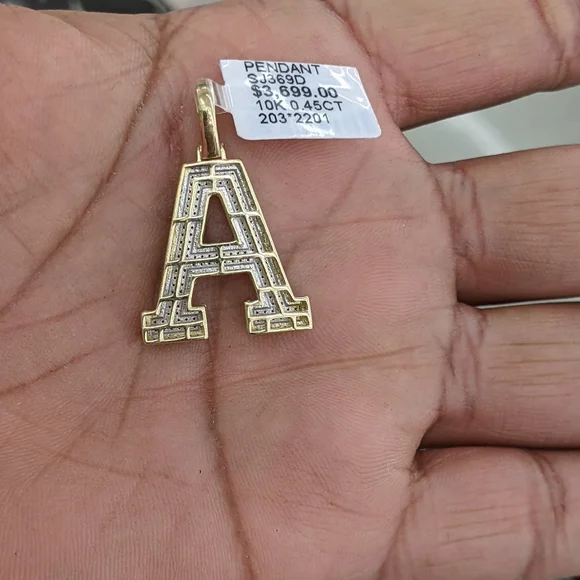 PENDANT
SJ369D
$3,699.00
10K 0.45CT
203*2201
A